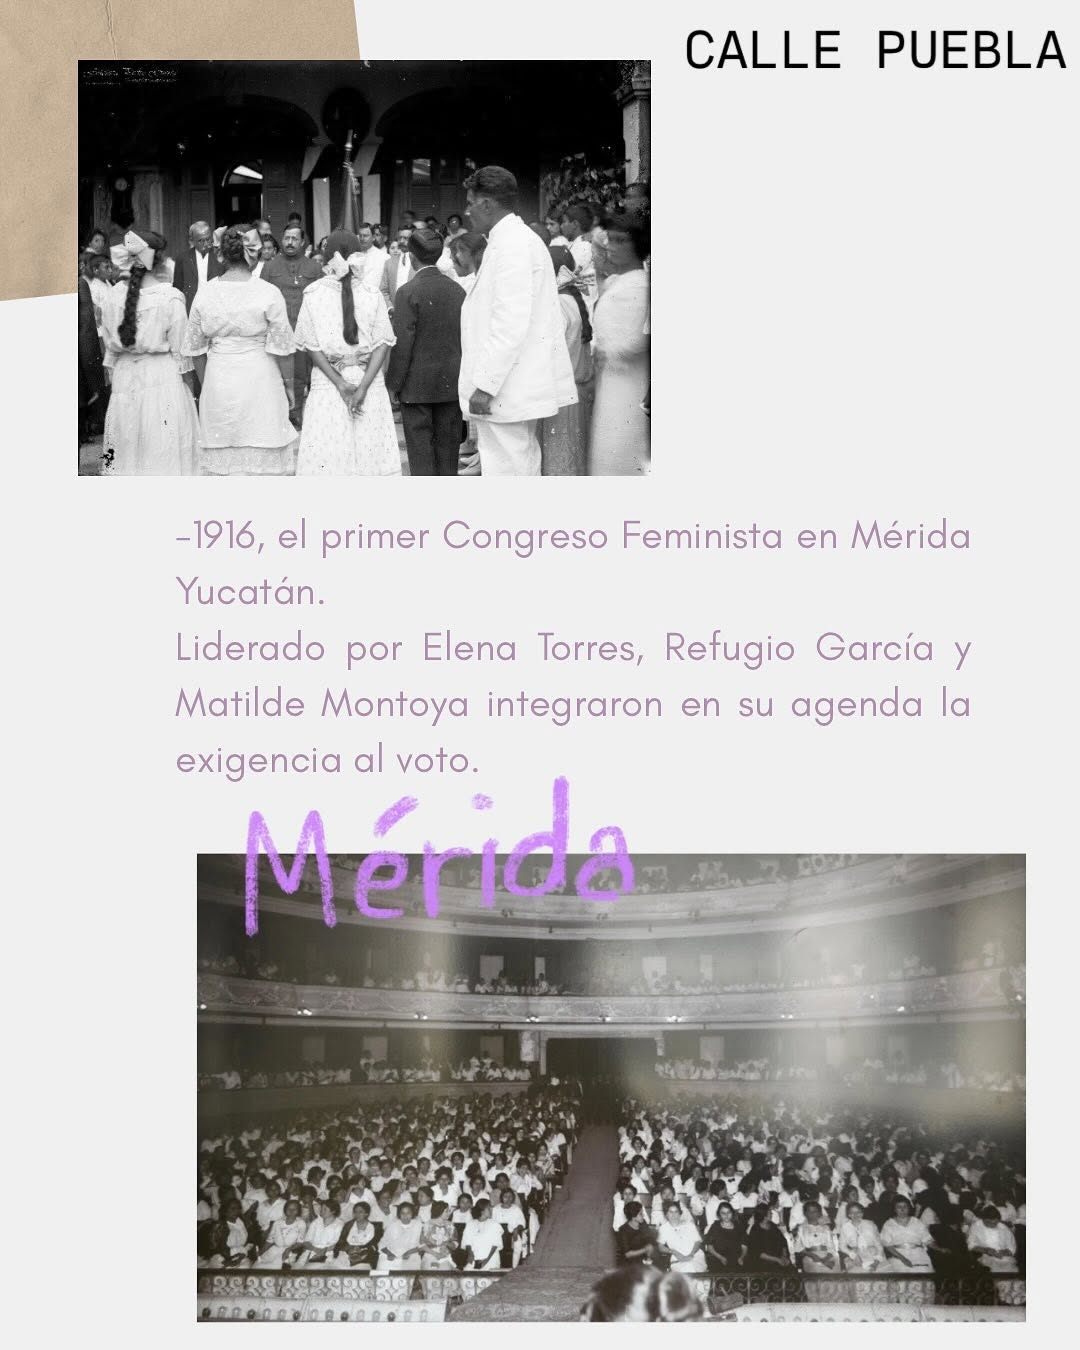 CALLE PUEBLA
-1916, el primer Congreso Feminista en Mérida
Yucatán.
Liderado por Elena Torres, Refugio García y
Matilde Montoya integraron en su agenda la
exigencia al voto.
Mérida